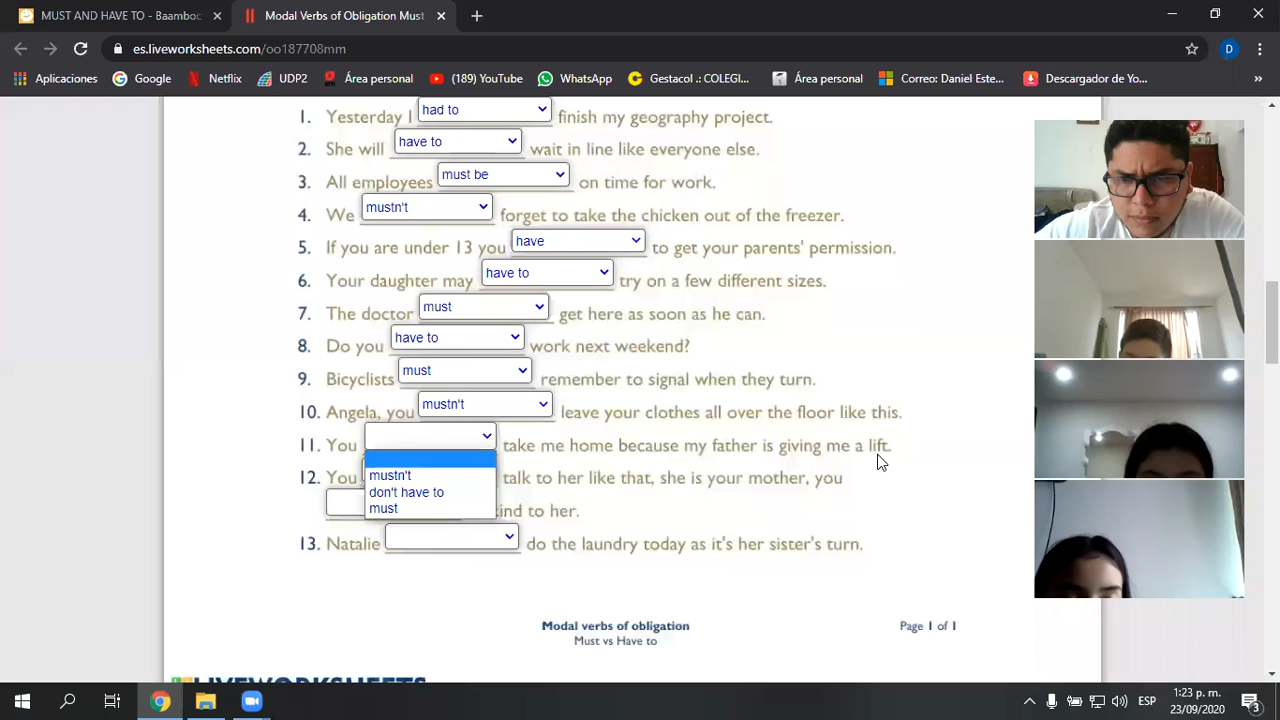 MUST AND HAVE TO - Baamboc
Modal Verbs of Obligation Must
es.liveworksheets.com/oo187708mm
D
Aplicaciones Google Netflix UDP2 Área personal (189) YouTube WhatsApp Gestacol .: COLEGI... Área personal Correo: Daniel Este... Descargador de Yo... »
1. Yesterday I had to finish my geography project.
2. She will have to wait in line like everyone else.
3. All employees must be on time for work.
4. We mustn't forget to take the chicken out of the freezer.
5. If you are under 13 you have to get your parents' permission.
6. Your daughter may have to try on a few different sizes.
7. The doctor must get here as soon as he can.
8. Do you have to work next weekend?
9. Bicyclists must remember to signal when they turn.
10. Angela, you mustn't leave your clothes all over the floor like this.
11. You take me home because my father is giving me a lift.
mustn't
don't have to
must
12. You talk to her like that, she is your mother, you
to her.
13. Natalie do the laundry today as it's her sister's turn.
Modal verbs of obligation
Must vs Have to
Page 1 of 1
LIVEWORKSHEETS
ESP
1:23 p. m.
23/09/2020
3